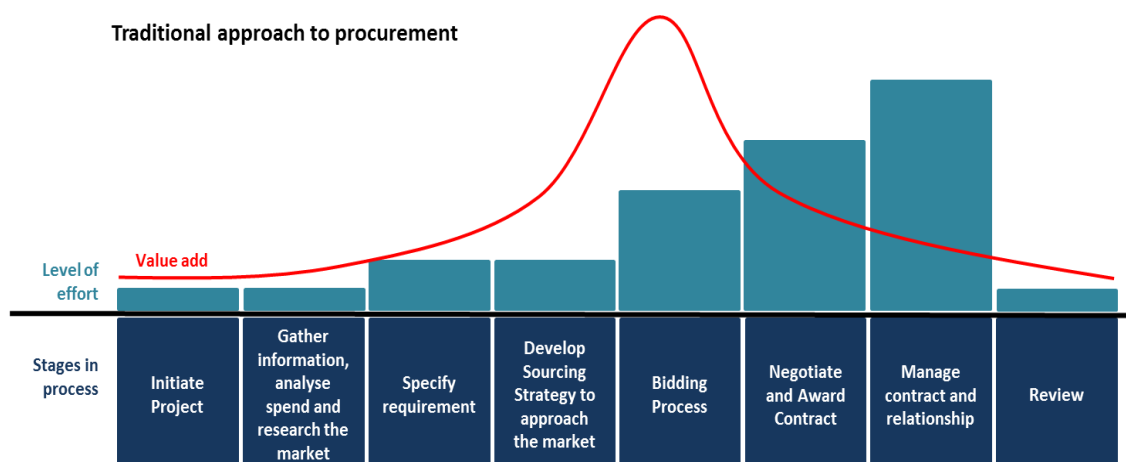 Traditional approach to procurement
Value add
Level of
effort
Stages in
process
Initiate
Project
Gather
information,
analyse
spend and
research the
market
Specify
requirement
Develop
Sourcing
Strategy to
approach
the market
Bidding
Process
Negotiate
and Award
Contract
Manage
contract and
relationship
Review